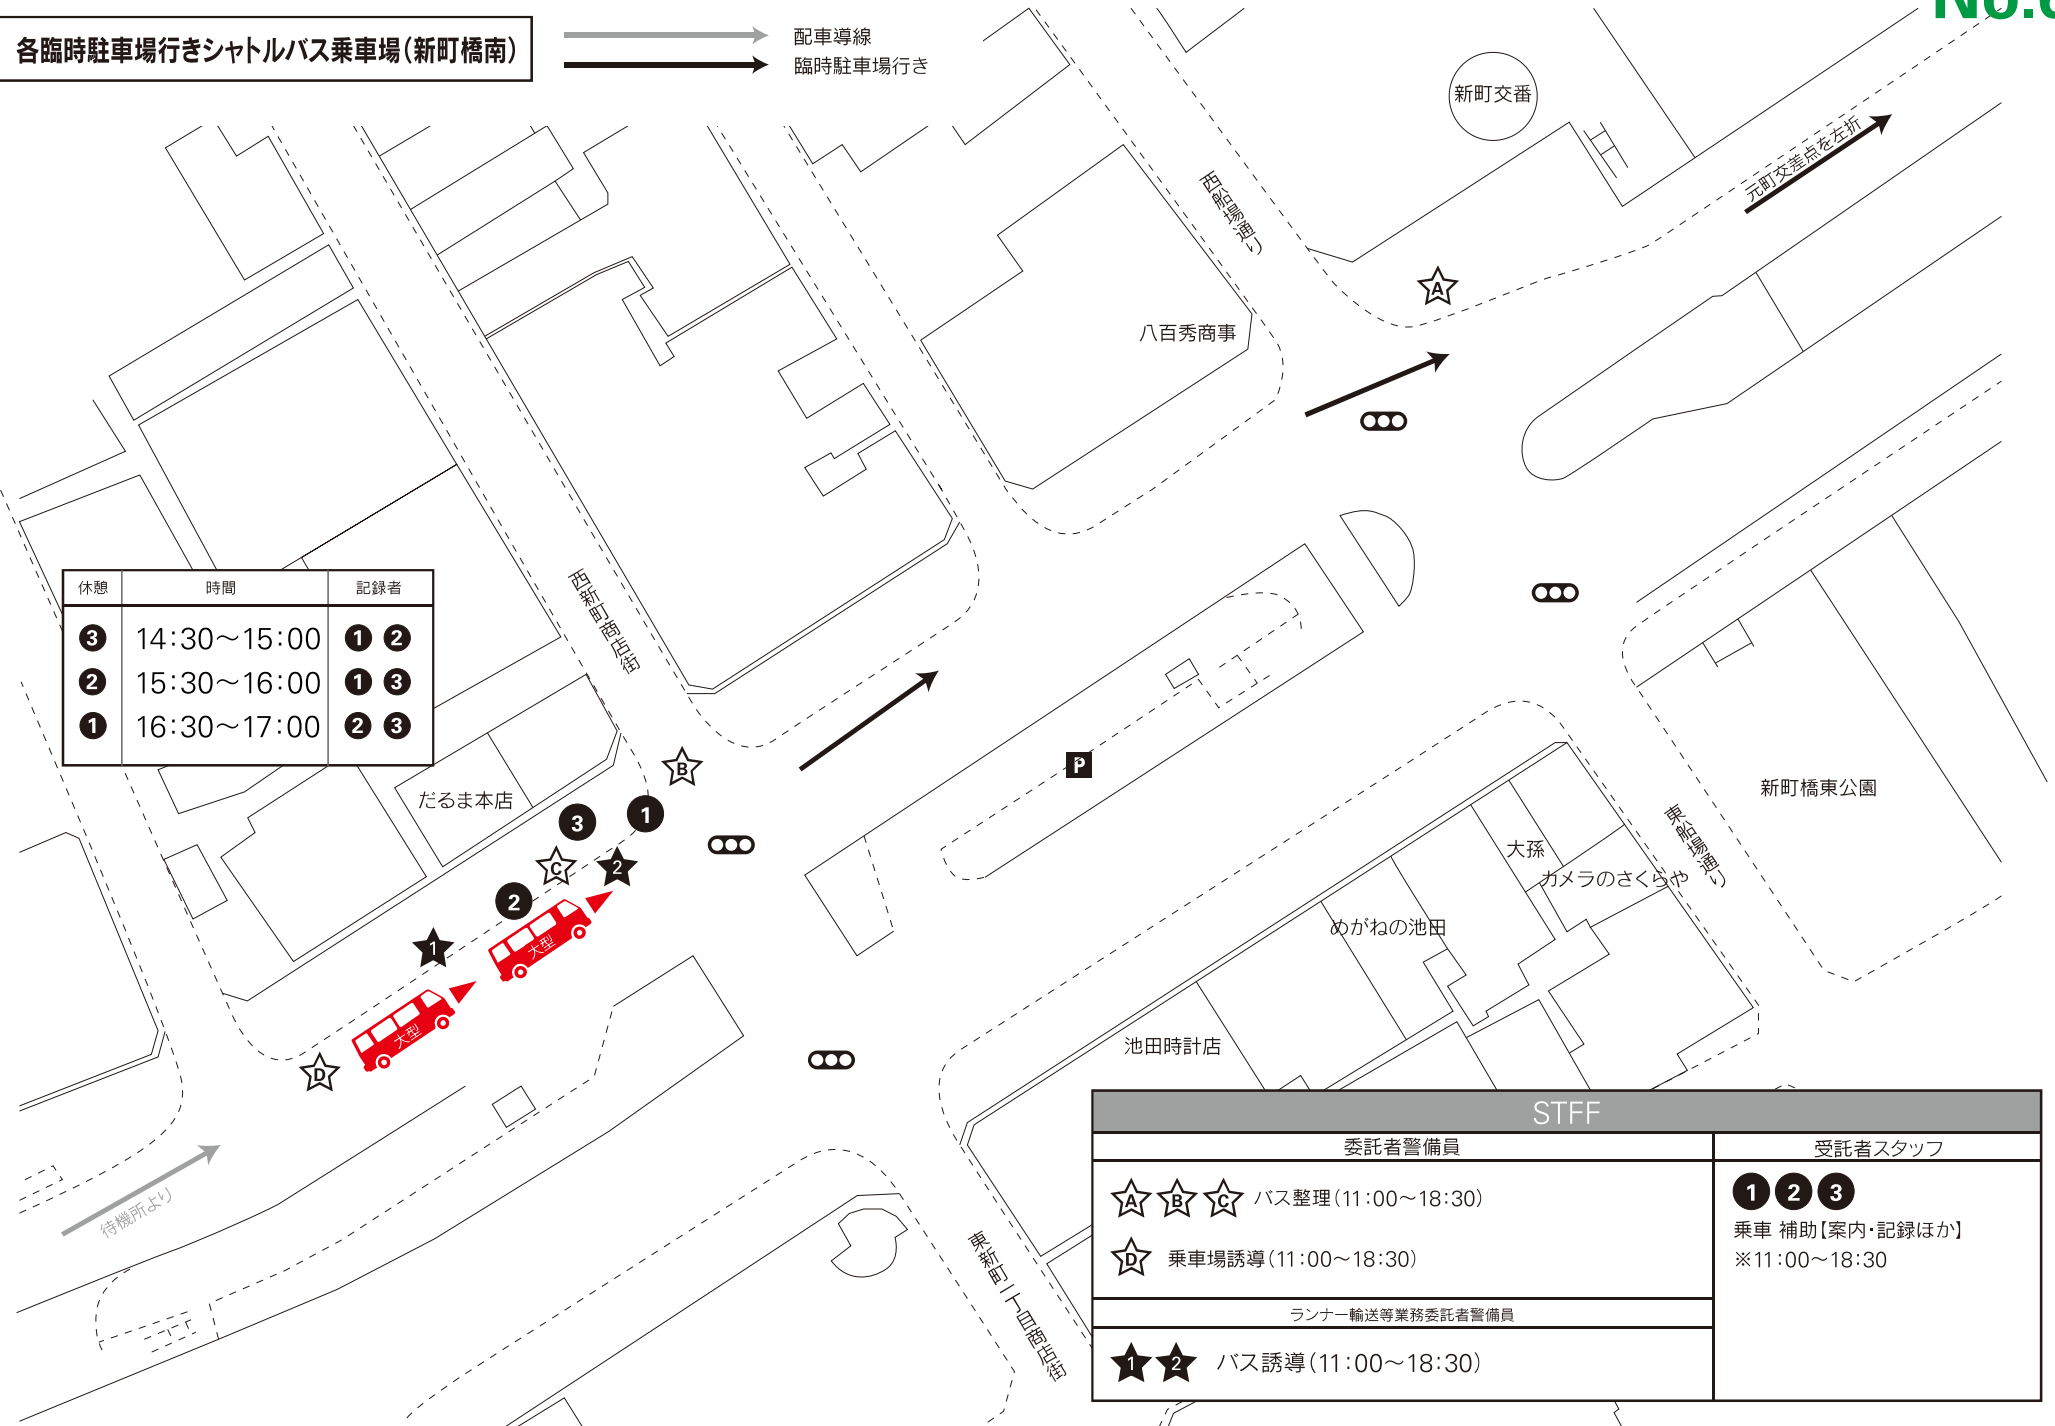 各臨時駐車場行きシャトルバス乗車場(新町橋南)
配車導線
臨時駐車場行き
新町交番
元町交差点を左折
西船場通り
A
八百秀商事
休憩 時間 記録者
3 14:30〜15:00 1 2
2 15:30〜16:00 1 3
1 16:30〜17:00 2 3
西新町商店街
だるま本店
B
3
1
C
2
2
1
大型
大型
D
P
新町橋東公園
東船場通り
大孫
カメラのさくらや
めがねの池田
池田時計店
待機所より
東新町一丁目商店街
STFF
委託者警備員
A B C バス整理(11:00〜18:30)
D 乗車場誘導(11:00〜18:30)
ランナー輸送等業務委託者警備員
1 2 バス誘導(11:00〜18:30)
受託者スタッフ
1 2 3
乗車 補助【案内・記録ほか】
※11:00〜18:30